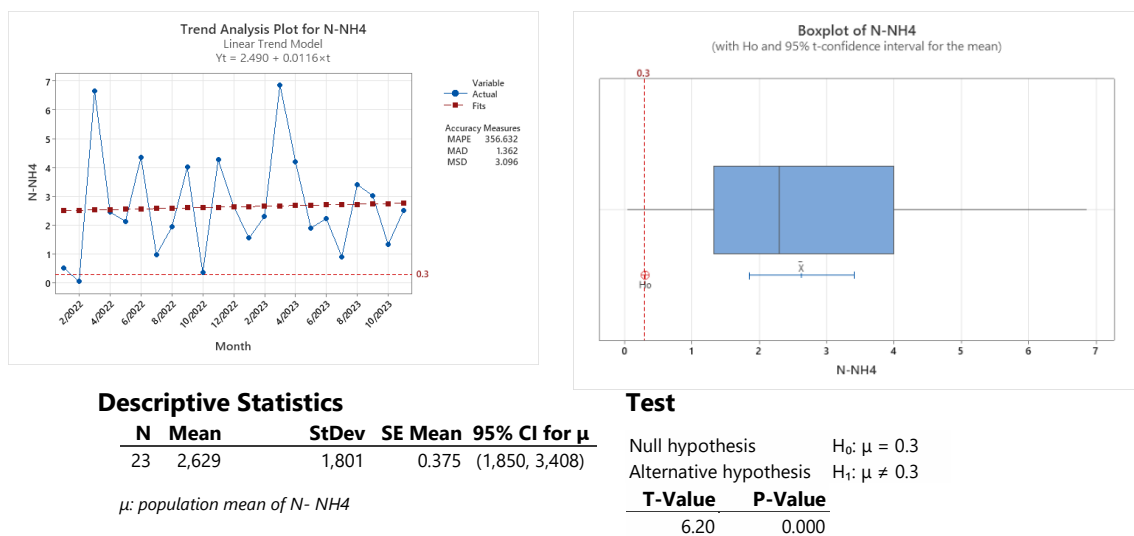 Trend Analysis Plot for N-NH4
Linear Trend Model
Yt = 2.490 + 0.0116×t
7
6
5
4
3
2
1
0
N-NH4
0.3
2/2022
4/2022
6/2022
8/2022
10/2022
12/2022
2/2023
4/2023
6/2023
8/2023
10/2023
Month
Variable
Actual
Fits
Accuracy Measures
MAPE 356.632
MAD 1.362
MSD 3.096
Boxplot of N-NH4
(with Ho and 95% t-confidence interval for the mean)
0.3
x̄
Ho
0 1 2 3 4 5 6 7
N-NH4
Descriptive Statistics
N Mean StDev SE Mean 95% CI for μ
23 2,629 1,801 0.375 (1,850, 3,408)
μ: population mean of N- NH4
Test
Null hypothesis H₀: μ = 0.3
Alternative hypothesis H₁: μ ≠ 0.3
T-Value P-Value
6.20 0.000